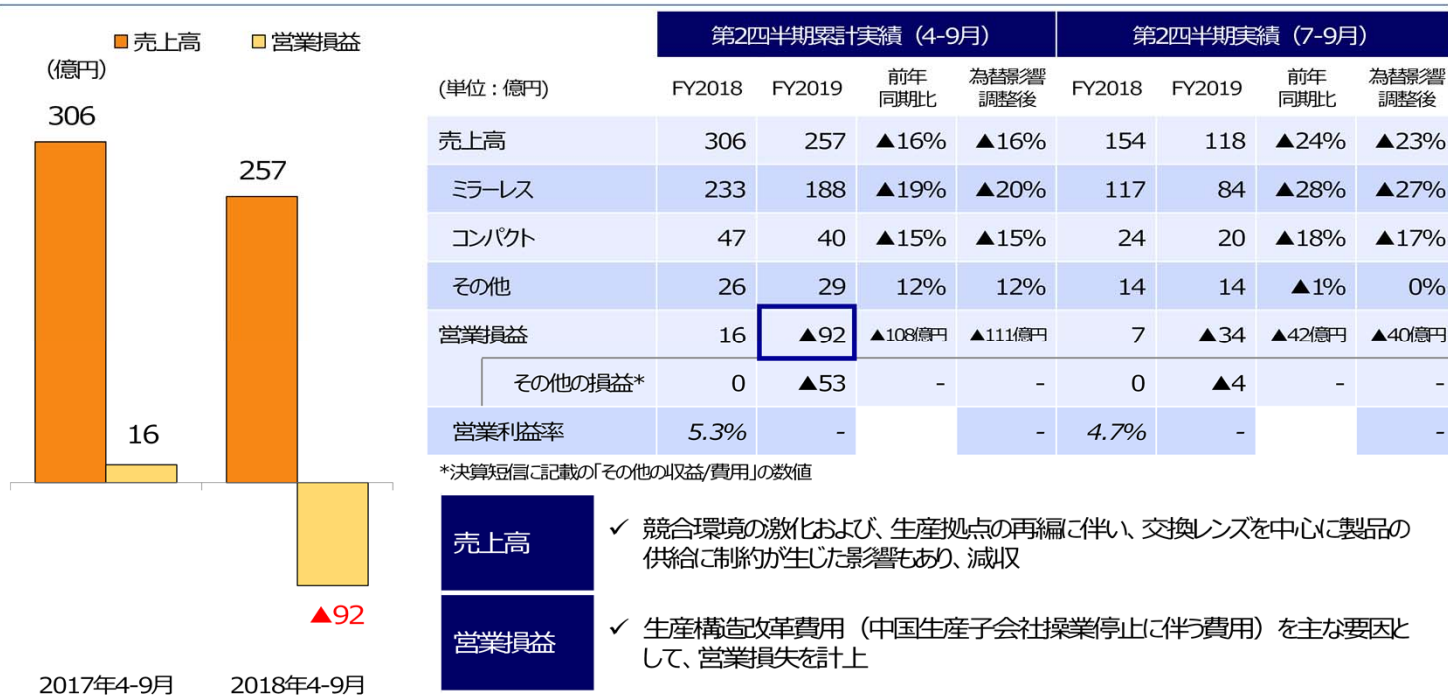 ■売上高 ■営業損益
(億円)
306
257
16
▲92
2017年4-9月 2018年4-9月
第2四半期累計実績（4-9月） 第2四半期実績（7-9月）
(単位：億円) FY2018 FY2019 前年同期比 為替影響調整後 FY2018 FY2019 前年同期比 為替影響調整後
売上高 306 257 ▲16% ▲16% 154 118 ▲24% ▲23%
ミラーレス 233 188 ▲19% ▲20% 117 84 ▲28% ▲27%
コンパクト 47 40 ▲15% ▲15% 24 20 ▲18% ▲17%
その他 26 29 12% 12% 14 14 ▲1% 0%
営業損益 16 ▲92 ▲108億円 ▲111億円 7 ▲34 ▲42億円 ▲40億円
その他の損益* 0 ▲53 - - 0 ▲4 - -
営業利益率 5.3% - - 4.7% - -
*決算短信に記載の「その他の収益/費用」の数値
売上高
✓ 競合環境の激化および、生産拠点の再編に伴い、交換レンズを中心に製品の
供給に制約が生じた影響もあり、減収
営業損益
✓ 生産構造改革費用（中国生産子会社操業停止に伴う費用）を主な要因と
して、営業損失を計上